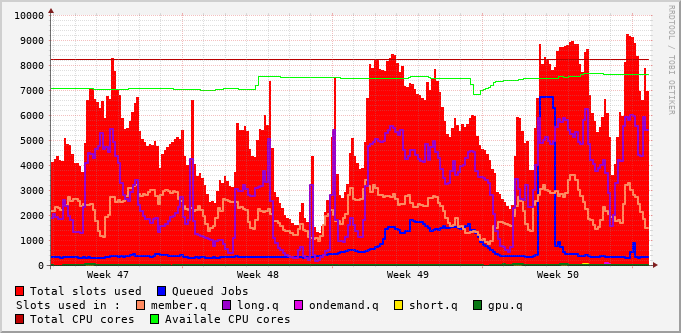 10000
9000
8000
7000
6000
5000
4000
3000
2000
1000
0
Week 47 Week 48 Week 49 Week 50
RRDTOOL / TOBI OETIKER
Total slots used Queued Jobs
Slots used in : member.q long.q ondemand.q short.q gpu.q
Total CPU cores Availale CPU cores